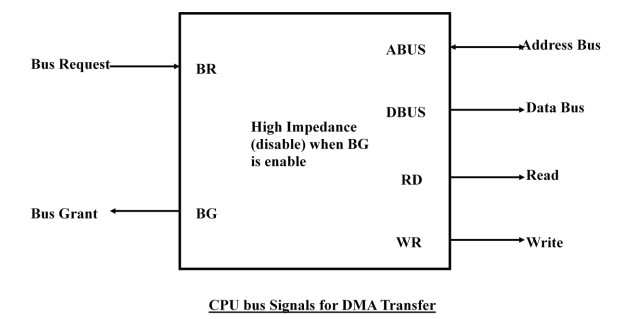 Bus Request
BR
ABUS
Address Bus
High Impedance
(disable) when BG
is enable
DBUS
Data Bus
RD
Read
Bus Grant
BG
WR
Write
CPU bus Signals for DMA Transfer